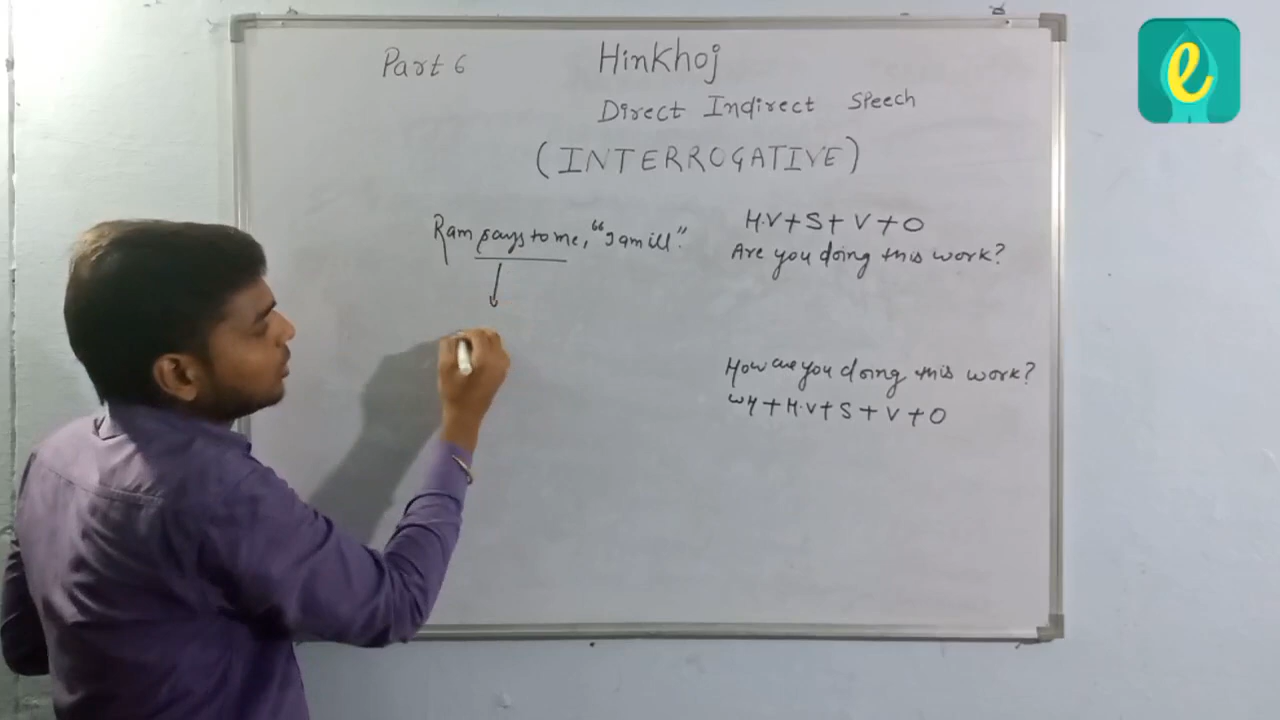 Part 6
Hinkhoj
Direct Indirect Speech
(INTERROGATIVE)
Ram says to me, "I am ill".
H.V + S + V + O
Are you doing this work?
How are you doing this work?
WH + H.V + S + V + O
e